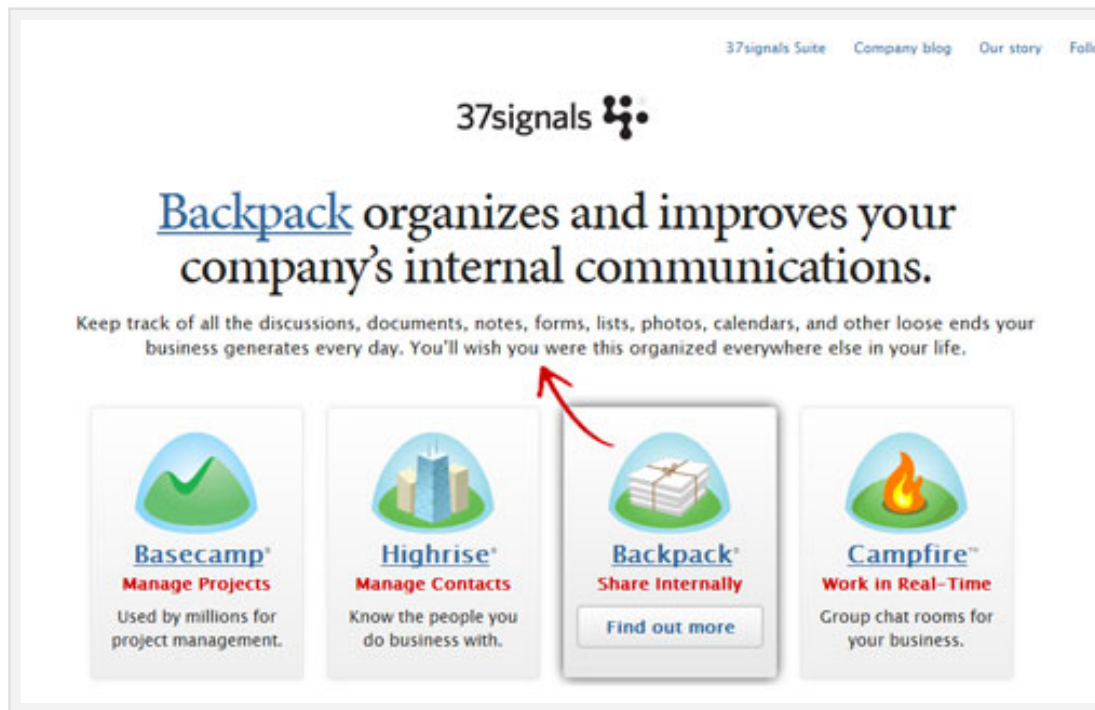 37signals Suite Company blog Our story Follo
37signals
Backpack organizes and improves your
company's internal communications.
Keep track of all the discussions, documents, notes, forms, lists, photos, calendars, and other loose ends your
business generates every day. You'll wish you were this organized everywhere else in your life.
Basecamp®
Manage Projects
Used by millions for
project management.
Highrise®
Manage Contacts
Know the people you
do business with.
Backpack®
Share Internally
Find out more
Campfire™
Work in Real-Time
Group chat rooms for
your business.